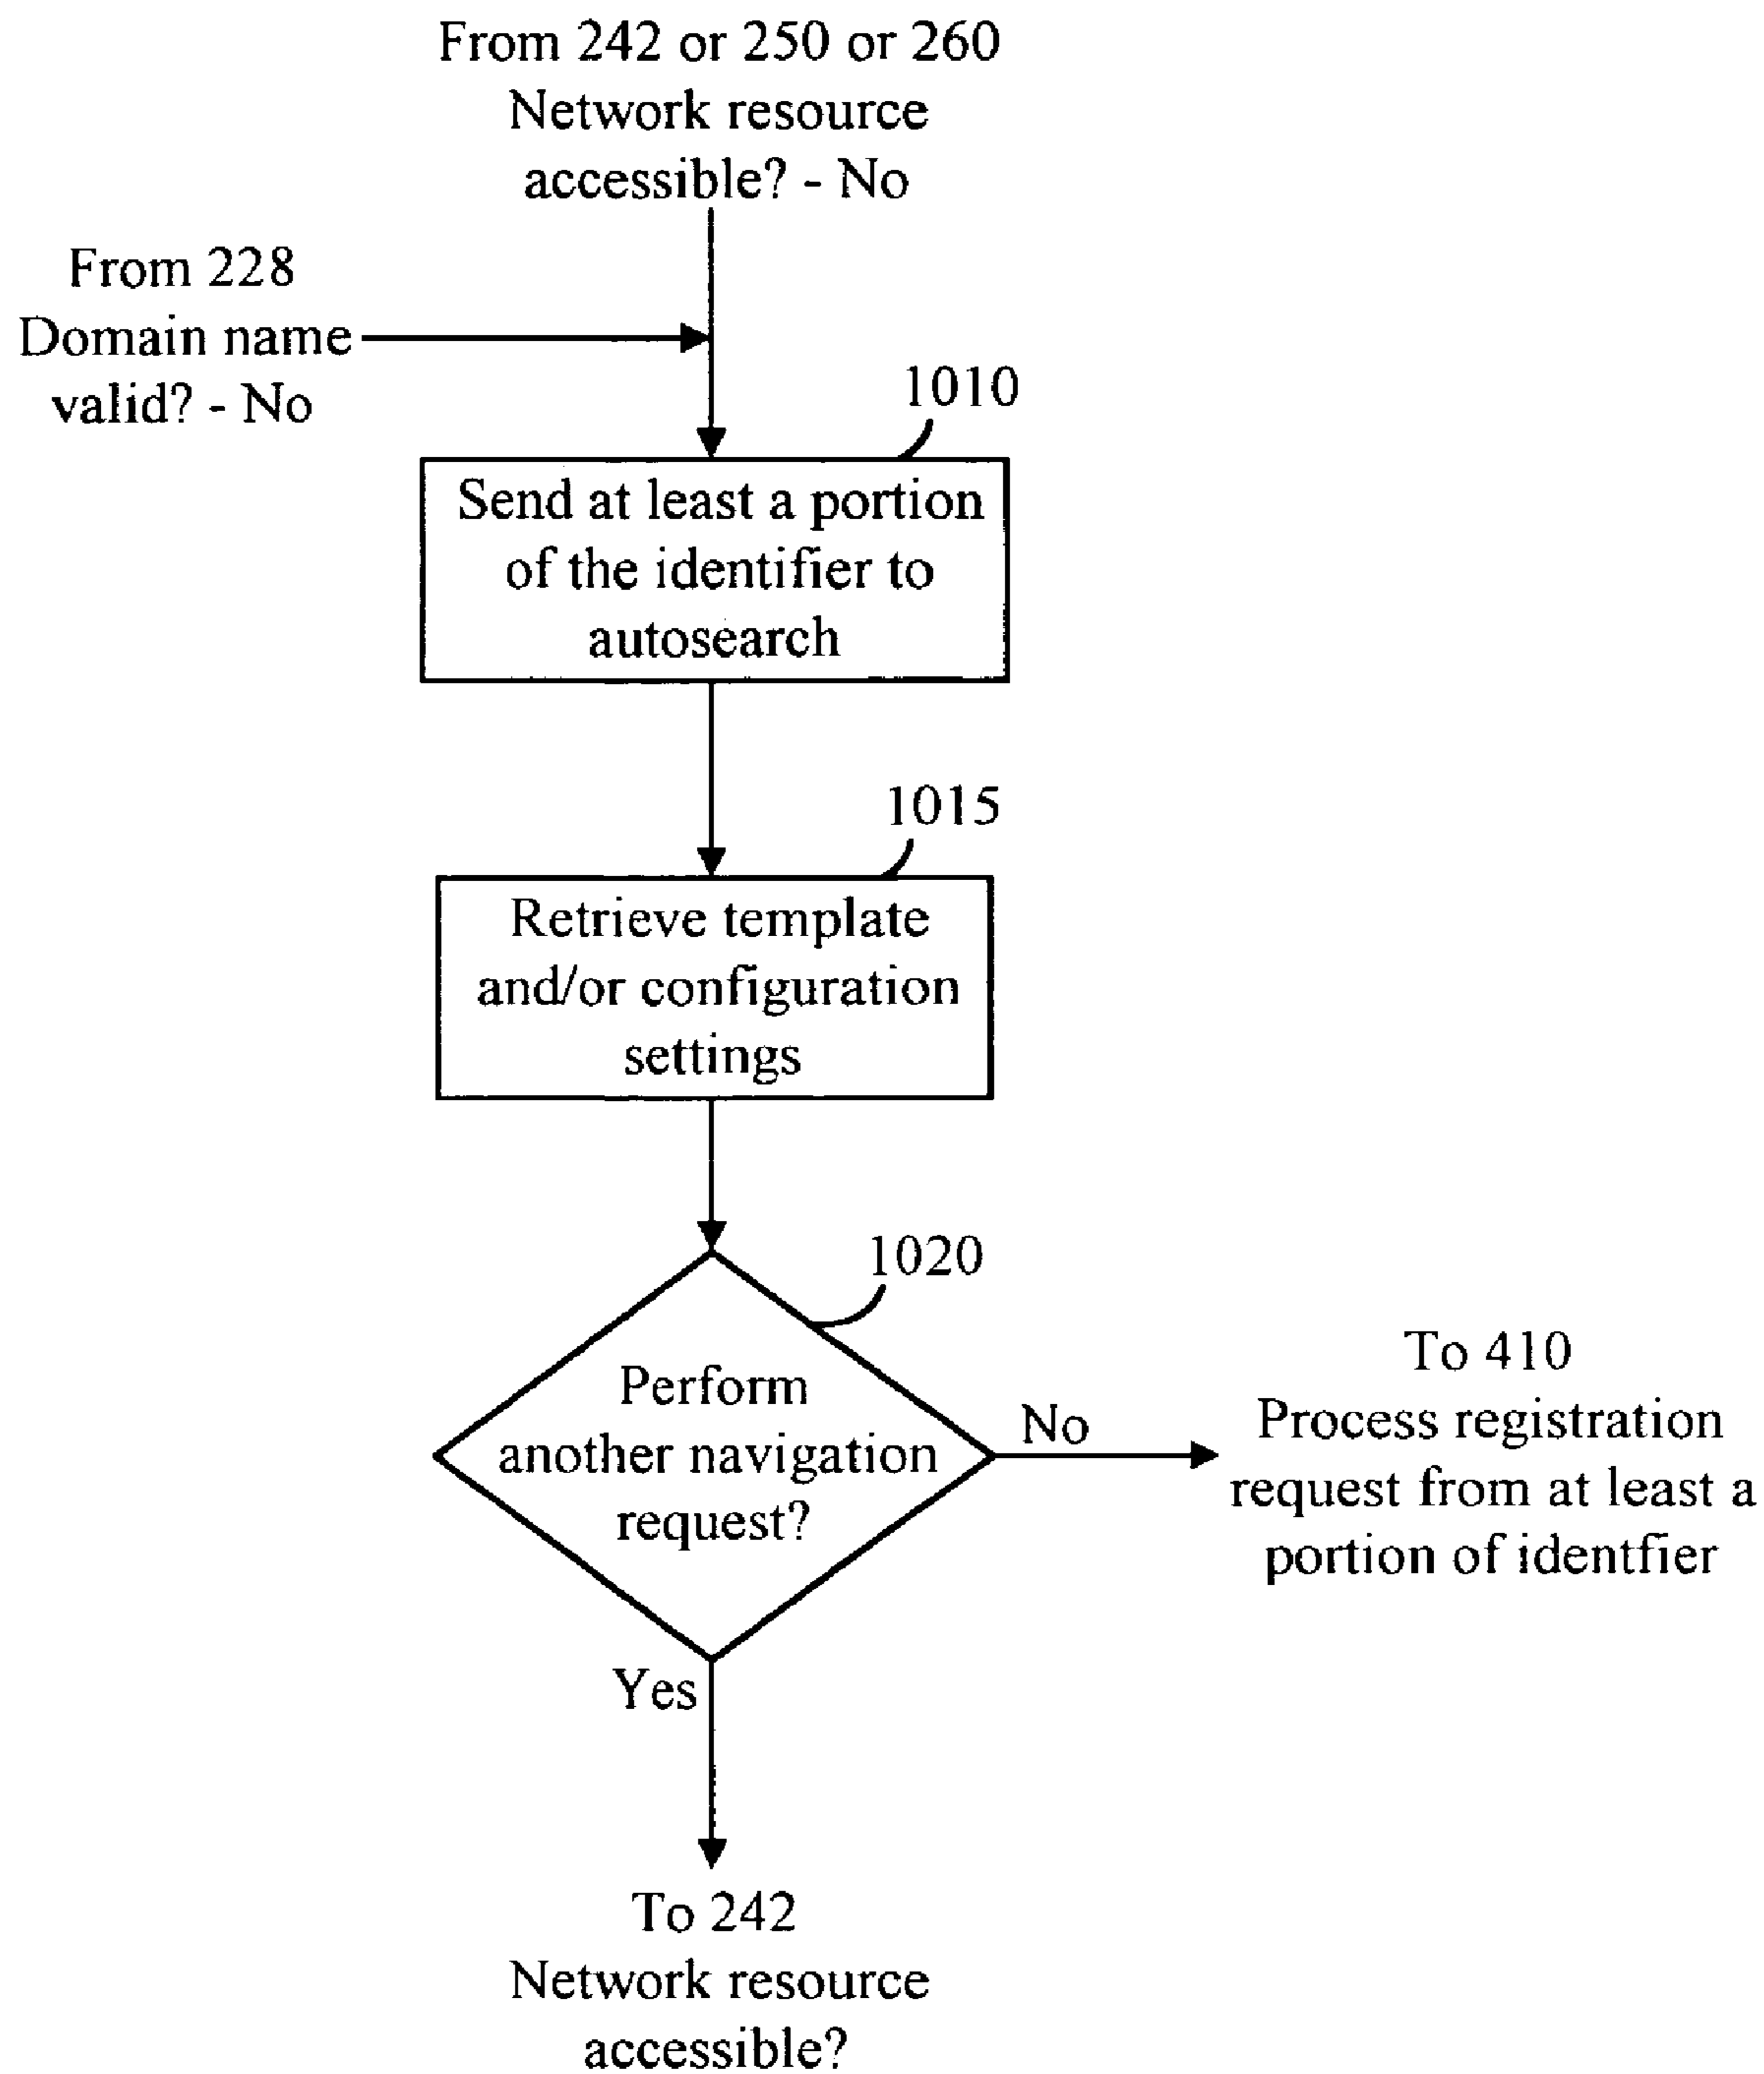 From 242 or 250 or 260
Network resource
accessible? - No
From 228
Domain name
valid? - No
1010
Send at least a portion
of the identifier to
autosearch
1015
Retrieve template
and/or configuration
settings
1020
Perform
another navigation
request?
No
To 410
Process registration
request from at least a
portion of identfier
Yes
To 242
Network resource
accessible?